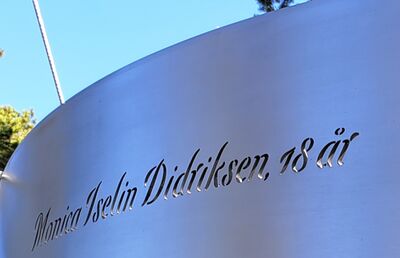 Monica Iselin Didriksen, 18 år